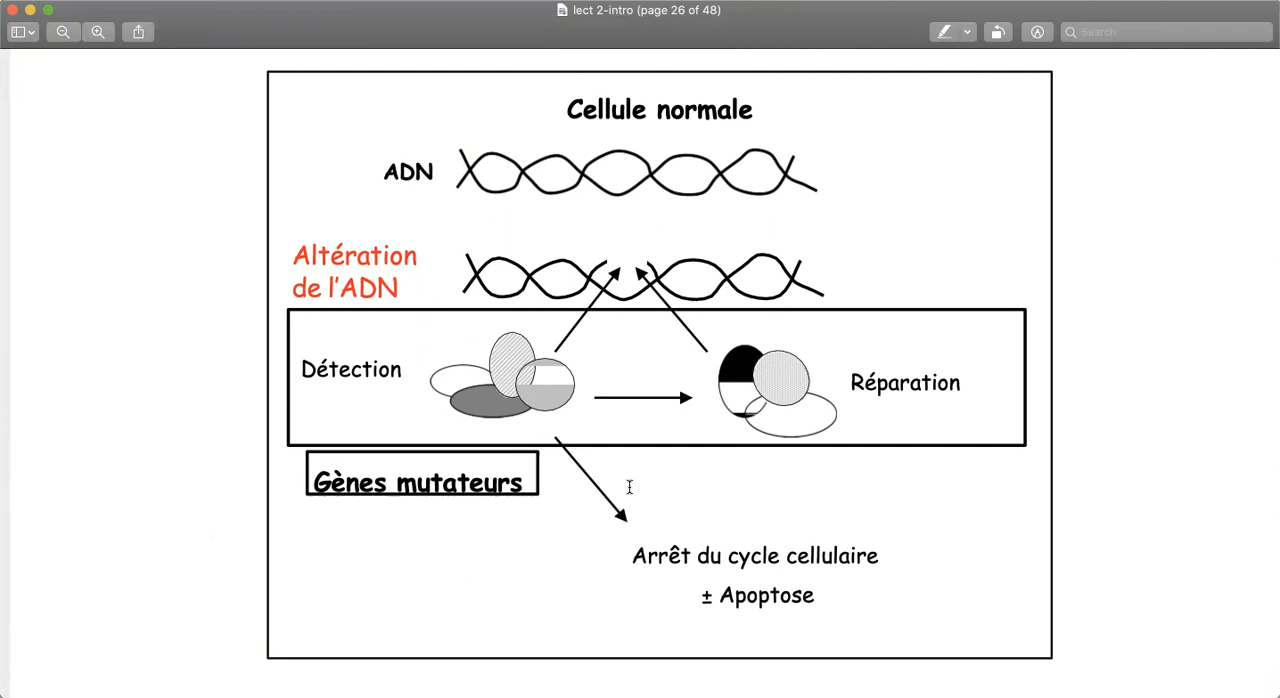 lect 2-intro (page 26 of 48)
Search
Cellule normale
ADN
Altération
de l'ADN
Détection
Réparation
Gènes mutateurs
Arrêt du cycle cellulaire
± Apoptose